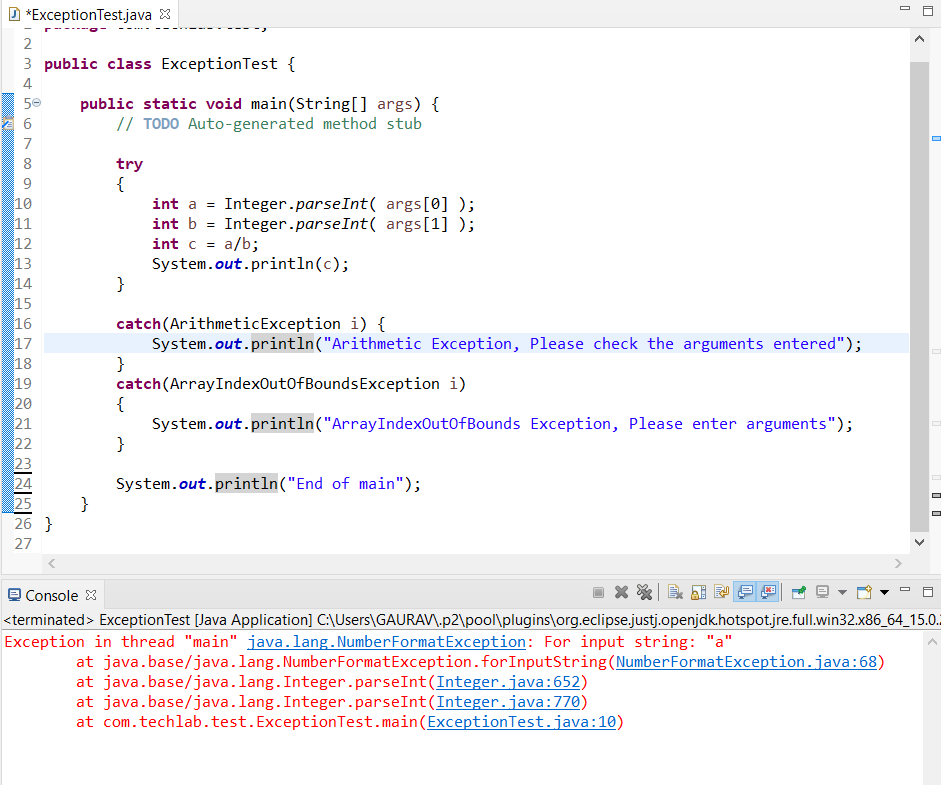 *ExceptionTest.java
2
3 public class ExceptionTest {
4
5 public static void main(String[] args) {
6 // TODO Auto-generated method stub
7
8 try
9 {
10 int a = Integer.parseInt( args[0] );
11 int b = Integer.parseInt( args[1] );
12 int c = a/b;
13 System.out.println(c);
14 }
15
16 catch(ArithmeticException i) {
17 System.out.println("Arithmetic Exception, Please check the arguments entered");
18 }
19 catch(ArrayIndexOutOfBoundsException i)
20 {
21 System.out.println("ArrayIndexOutOfBounds Exception, Please enter arguments");
22 }
23
24 System.out.println("End of main");
25 }
26 }
27
Console
<terminated> ExceptionTest [Java Application] C:\Users\GAURAV\.p2\pool\plugins\org.eclipse.justj.openjdk.hotspot.jre.full.win32.x86_64_15.0.
Exception in thread "main" java.lang.NumberFormatException: For input string: "a"
at java.base/java.lang.NumberFormatException.forInputString(NumberFormatException.java:68)
at java.base/java.lang.Integer.parseInt(Integer.java:652)
at java.base/java.lang.Integer.parseInt(Integer.java:770)
at com.techlab.test.ExceptionTest.main(ExceptionTest.java:10)